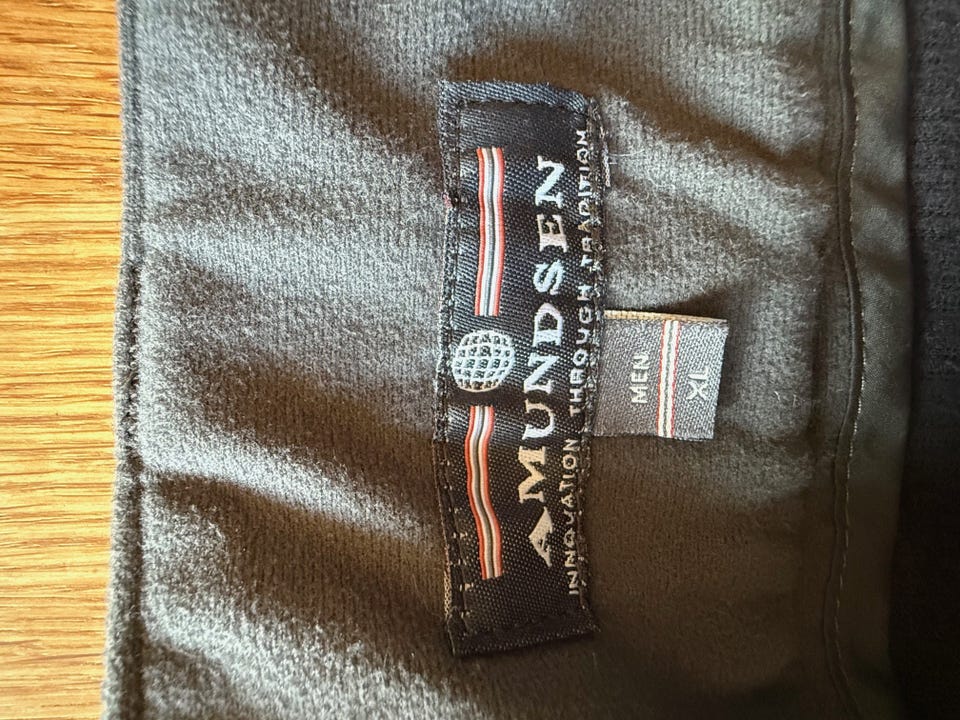 AMUNDSEN
INNOVATION THROUGH TRADITION
MEN
XL